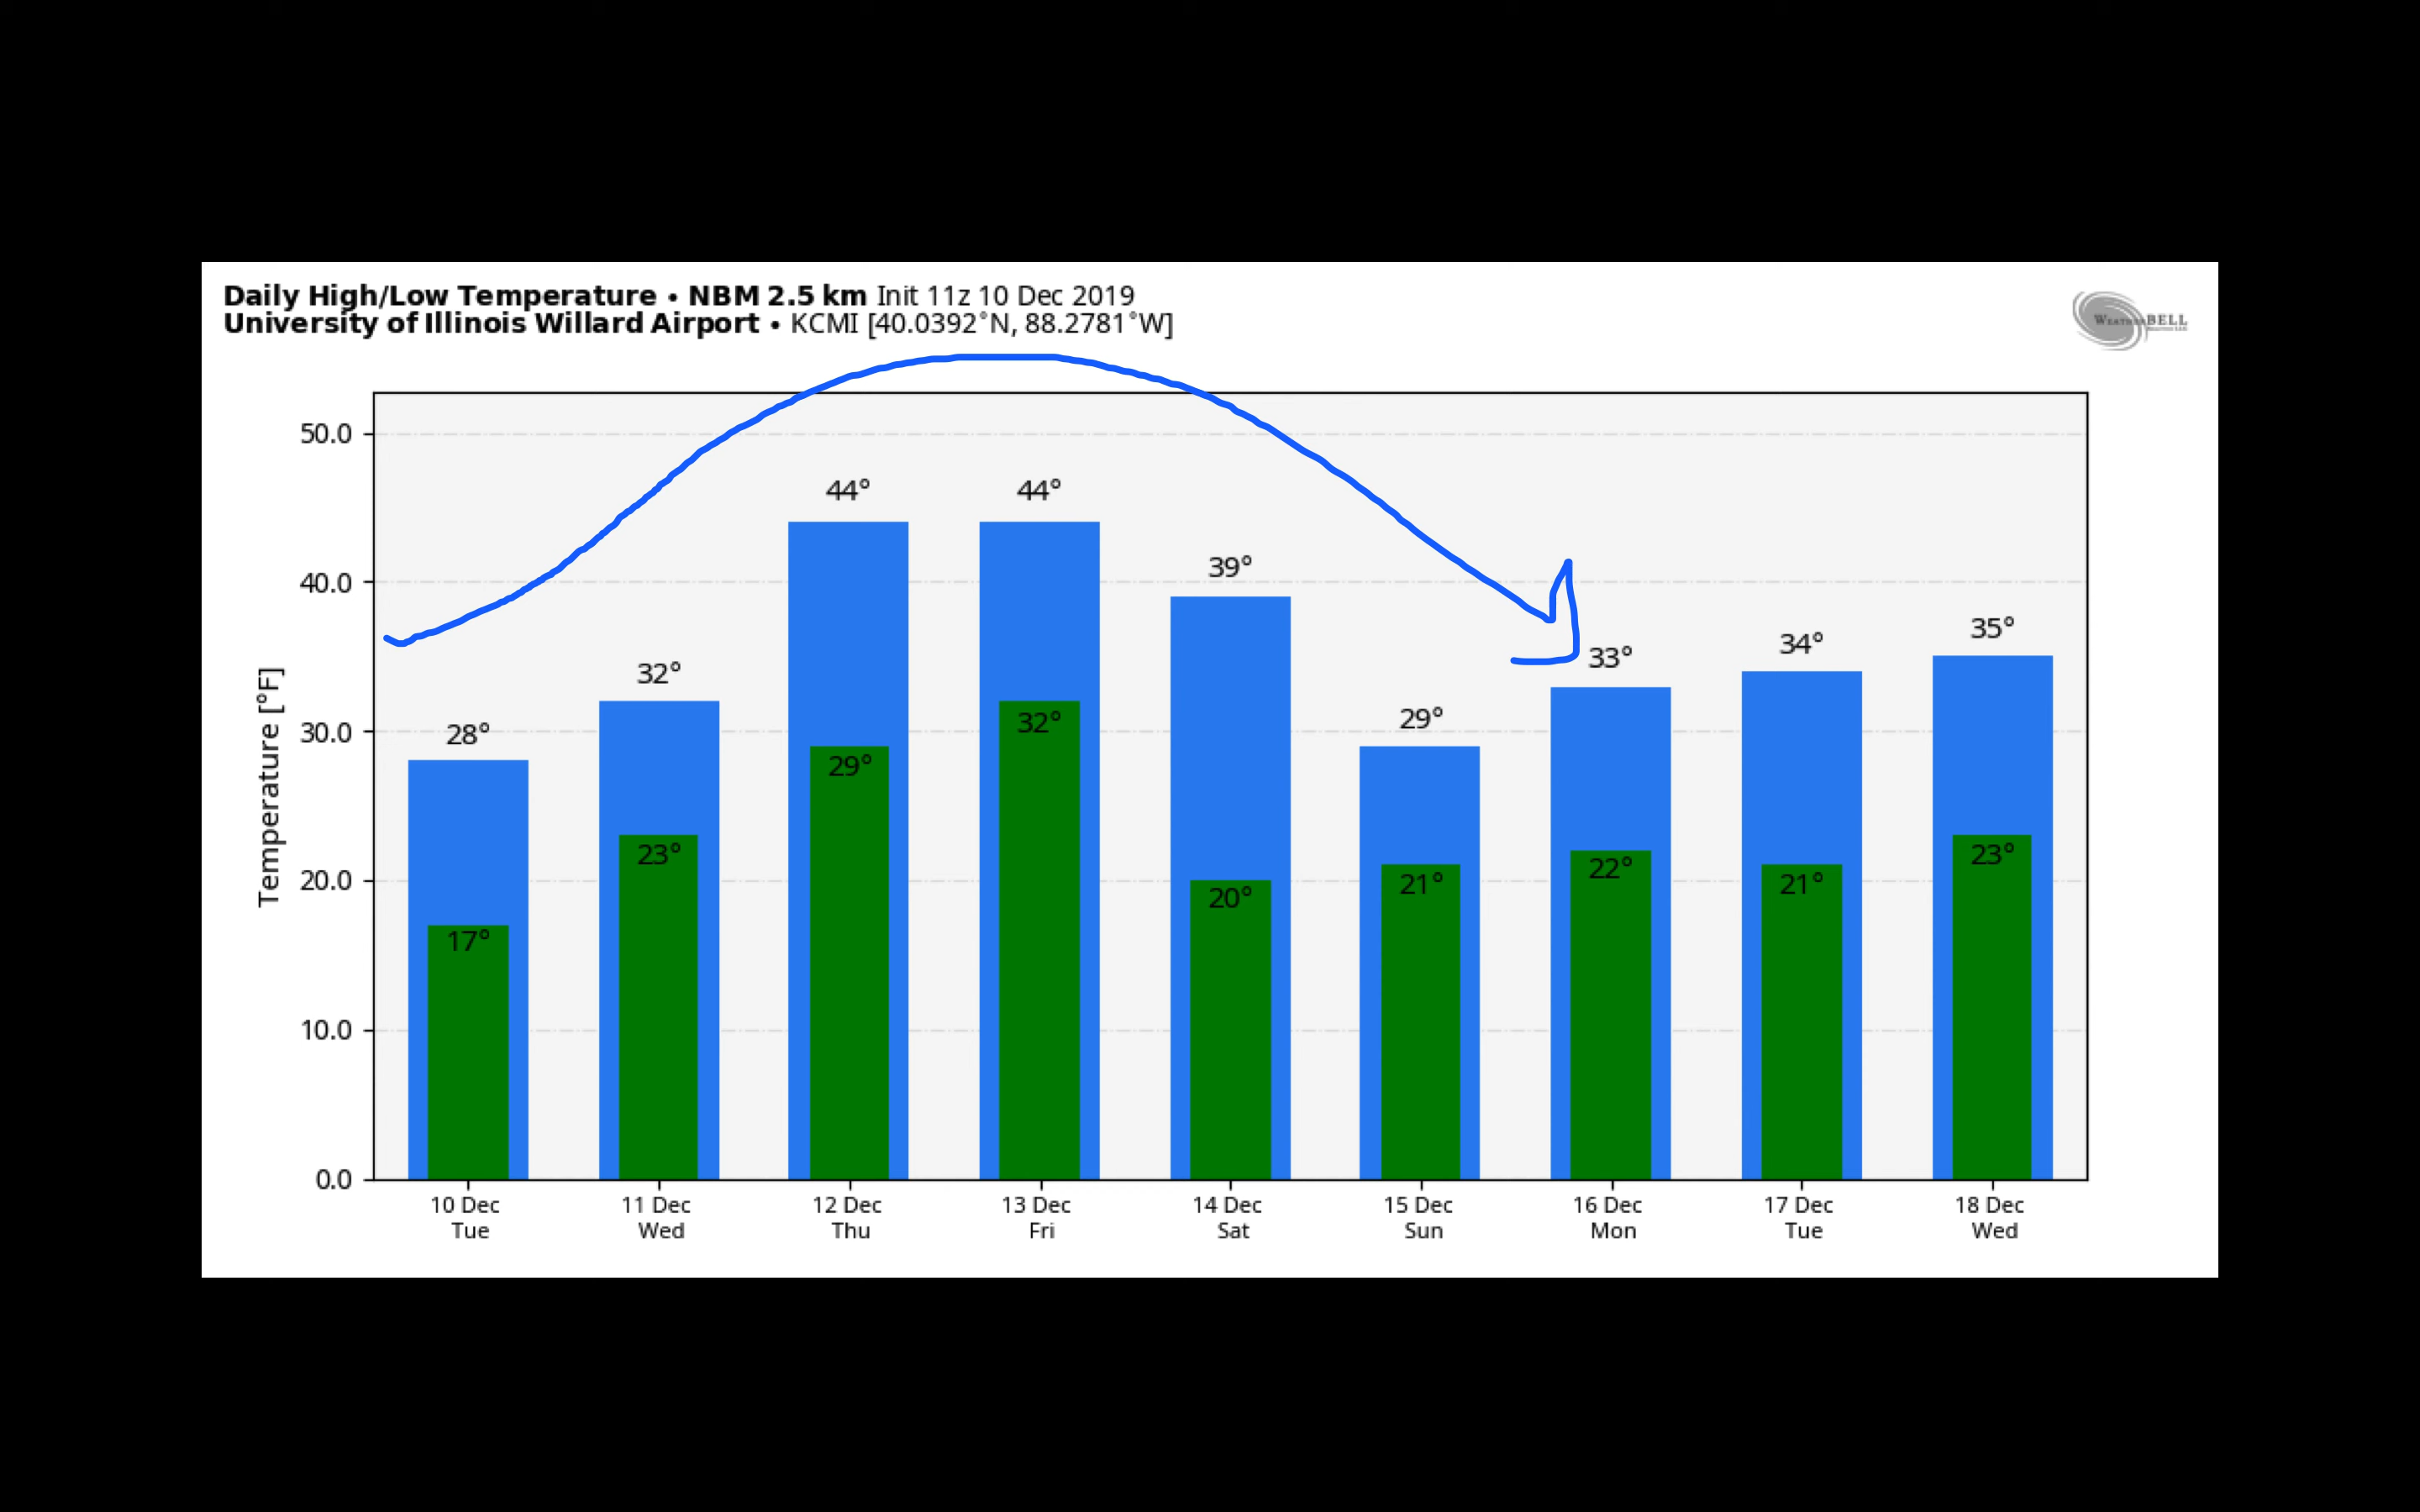 Daily High/Low Temperature • NBM 2.5 km Init 11z 10 Dec 2019
University of Illinois Willard Airport • KCMI [40.0392°N, 88.2781°W]
WEATHERBELL
Temperature [°F]
50.0
40.0
30.0
20.0
10.0
0.0
28° 32° 44° 44° 39° 29° 33° 34° 35°
17° 23° 29° 32° 20° 21° 22° 21° 23°
10 Dec 11 Dec 12 Dec 13 Dec 14 Dec 15 Dec 16 Dec 17 Dec 18 Dec
Tue Wed Thu Fri Sat Sun Mon Tue Wed